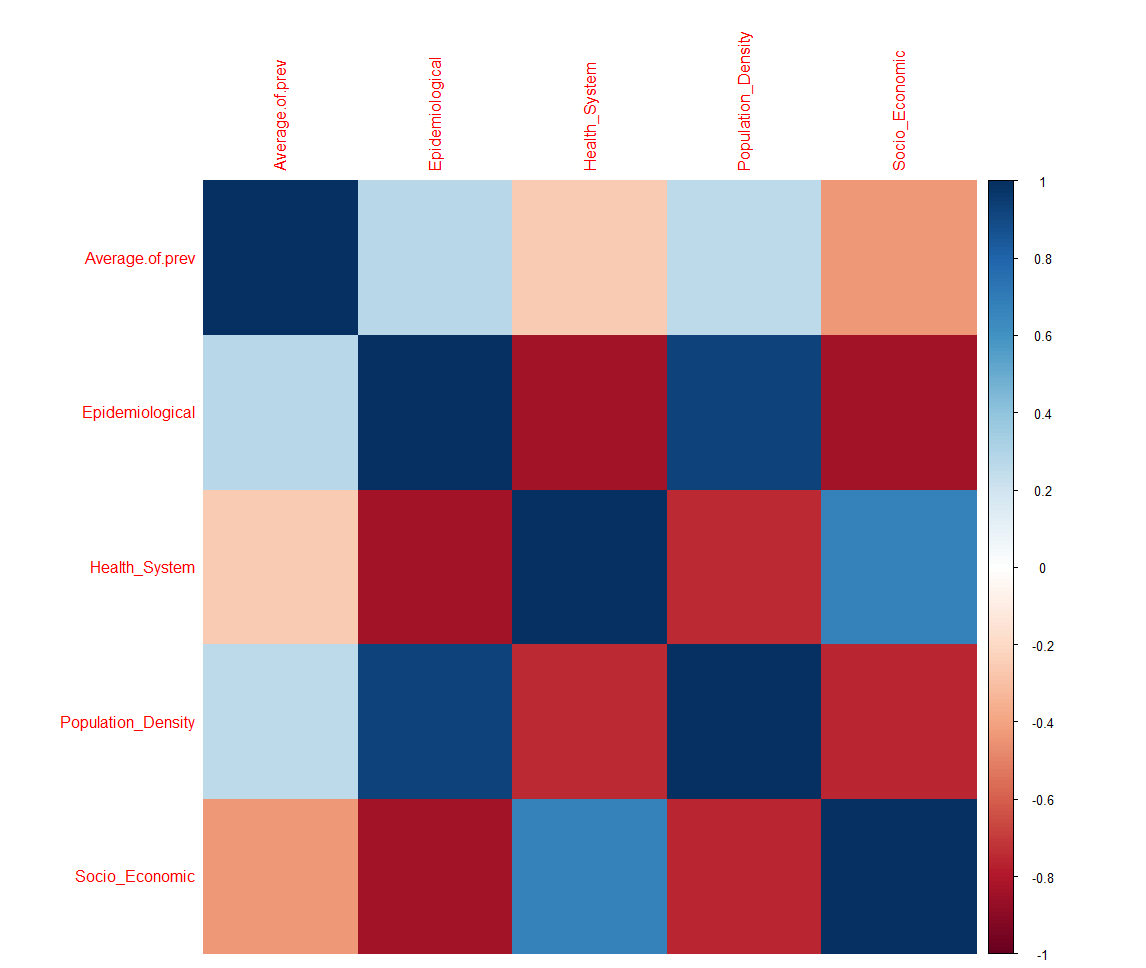 Average.of.prev
Epidemiological
Health_System
Population_Density
Socio_Economic
Average.of.prev
Epidemiological
Health_System
Population_Density
Socio_Economic
1
0.8
0.6
0.4
0.2
0
-0.2
-0.4
-0.6
-0.8
-1